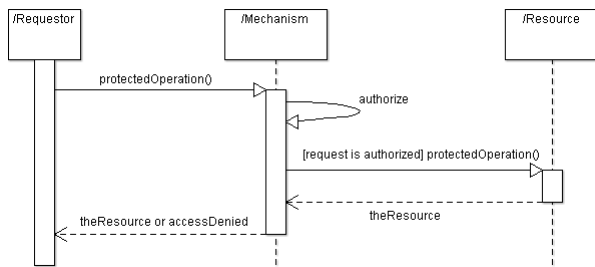 /Requestor
/Mechanism
/Resource
protectedOperation()
authorize
[request is authorized] protectedOperation()
theResource
theResource or accessDenied